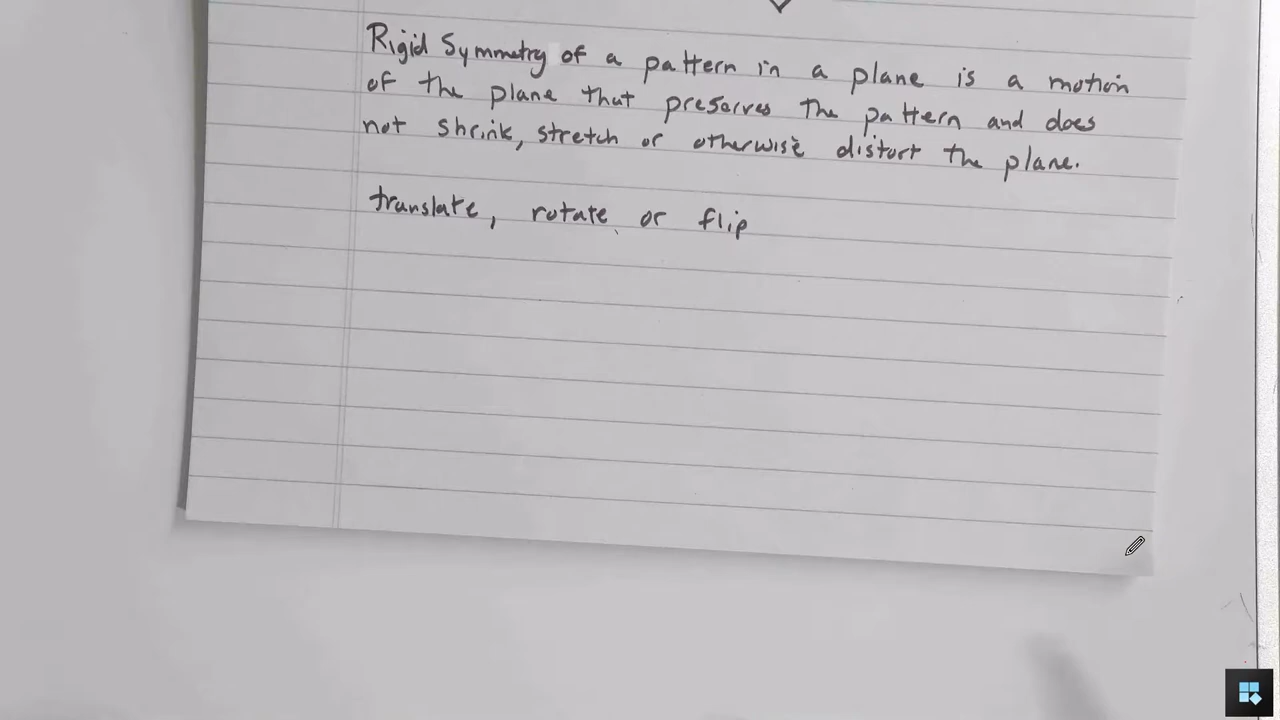 Rigid Symmetry of a pattern in a plane is a motion
of the plane that preserves the pattern and does
not shrink, stretch or otherwise distort the plane.
translate, rotate or flip